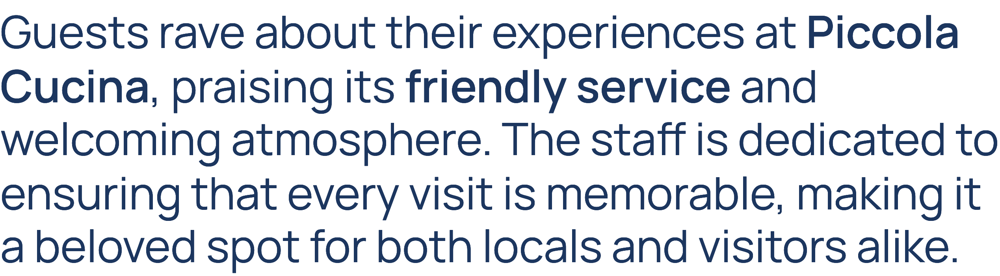 Guests rave about their experiences at Piccola
Cucina, praising its friendly service and
welcoming atmosphere. The staff is dedicated to
ensuring that every visit is memorable, making it
a beloved spot for both locals and visitors alike.